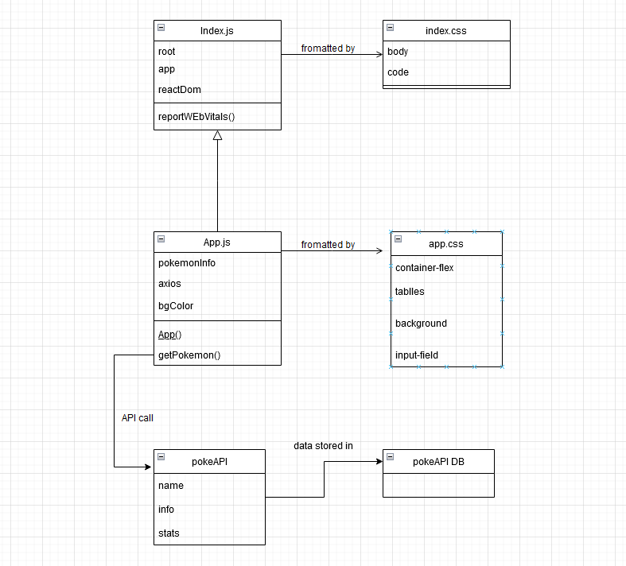 Index.js
root
app
reactDom
reportWEbVitals()
fromatted by
index.css
body
code
App.js
pokemonInfo
axios
bgColor
App()
getPokemon()
fromatted by
app.css
container-flex
tablles
background
input-field
API call
pokeAPI
name
info
stats
data stored in
pokeAPI DB